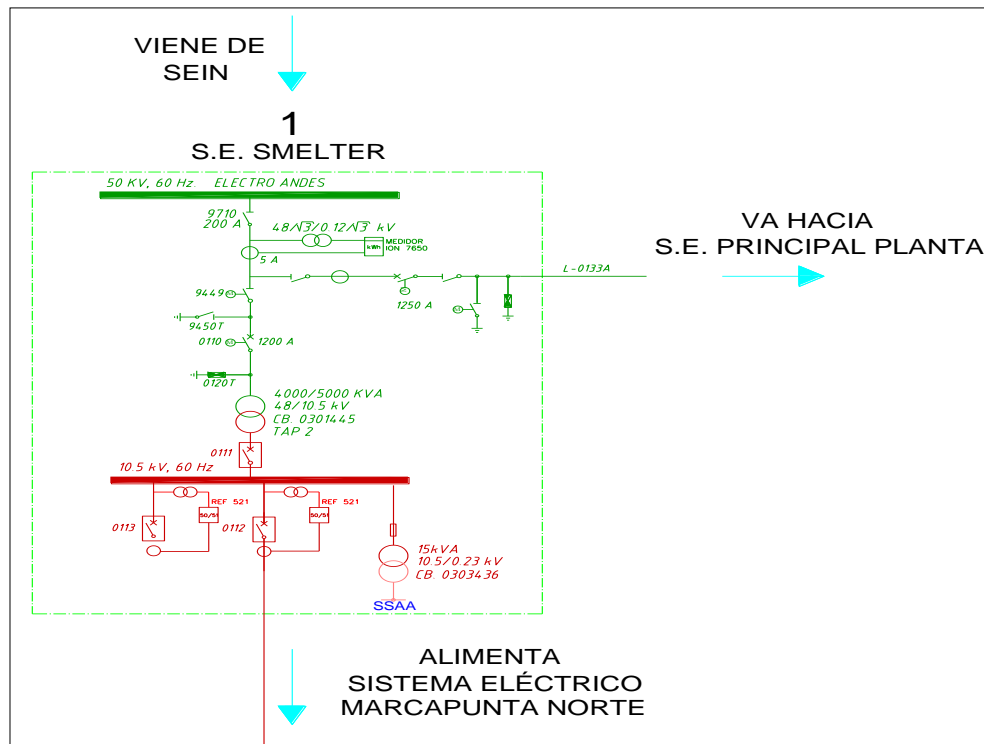 VIENE DE
SEIN
1
S.E. SMELTER
50 KV, 60 Hz ELECTRO ANDES
9710
200 A
48/√3/0.12/√3 kV
kWh
MEDIDOR
ION 7650
5 A
VA HACIA
S.E. PRINCIPAL PLANTA
L-0133A
9449
1250 A
9450T
0110
1200 A
0120T
4000/5000 KVA
48/10.5 kV
CB. 0301445
TAP 2
0111
10.5 kV, 60 Hz
REF 521
50/51
0113
REF 521
50/51
0112
15kVA
10.5/0.23 kV
CB. 0303436
SSAA
ALIMENTA
SISTEMA ELÉCTRICO
MARCAPUNTA NORTE